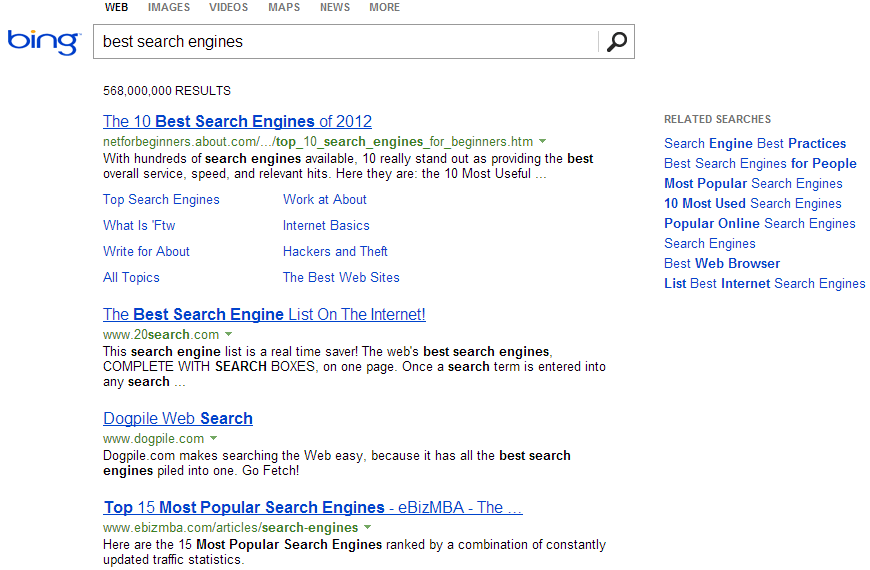 WEB IMAGES VIDEOS MAPS NEWS MORE
bing
best search engines
568,000,000 RESULTS
The 10 Best Search Engines of 2012
netforbeginners.about.com/.../top_10_search_engines_for_beginners.htm
With hundreds of search engines available, 10 really stand out as providing the best
overall service, speed, and relevant hits. Here they are: the 10 Most Useful ...
Top Search Engines Work at About
What Is 'Ftw Internet Basics
Write for About Hackers and Theft
All Topics The Best Web Sites
The Best Search Engine List On The Internet!
www.20search.com
This search engine list is a real time saver! The web's best search engines,
COMPLETE WITH SEARCH BOXES, on one page. Once a search term is entered into
any search ...
Dogpile Web Search
www.dogpile.com
Dogpile.com makes searching the Web easy, because it has all the best search
engines piled into one. Go Fetch!
Top 15 Most Popular Search Engines - eBizMBA - The ...
www.ebizmba.com/articles/search-engines
Here are the 15 Most Popular Search Engines ranked by a combination of constantly
updated traffic statistics.
RELATED SEARCHES
Search Engine Best Practices
Best Search Engines for People
Most Popular Search Engines
10 Most Used Search Engines
Popular Online Search Engines
Search Engines
Best Web Browser
List Best Internet Search Engines